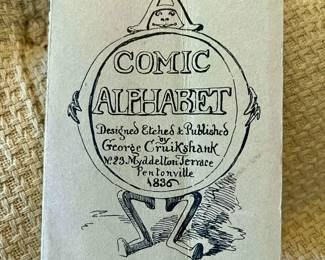 COMIC
ALPHABET
Designed Etched & Published
by
George Cruikshank
No. 23. Myddelton Terrace
Pentonville
1836